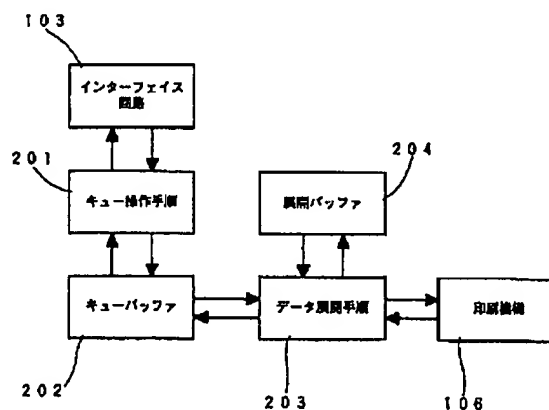 103
インターフェイス
回路
201
204
キュー操作手順
展開バッファ
キューバッファ
データ展開手順
印刷機構
202
203
106